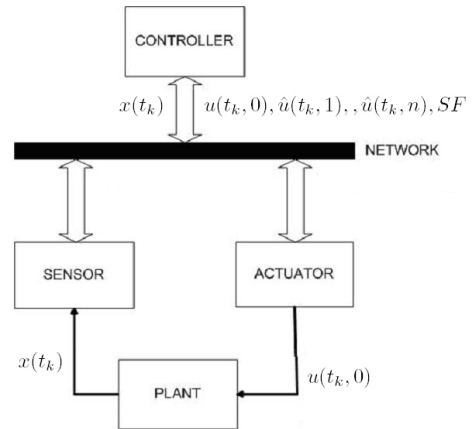 CONTROLLER
x(t_k) u(t_k, 0), û(t_k, 1), , û(t_k, n), SF
NETWORK
SENSOR ACTUATOR
x(t_k) u(t_k, 0)
PLANT